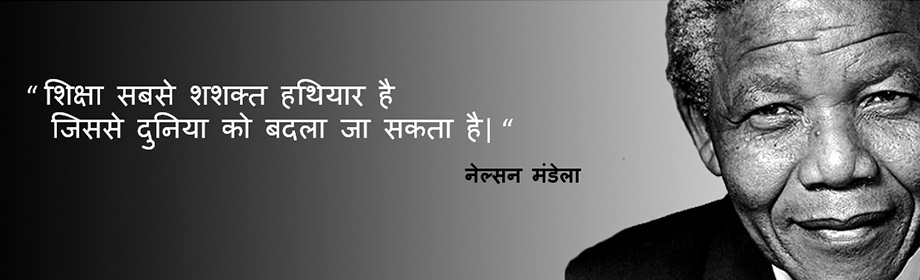 “ शिक्षा सबसे शशक्त हथियार है
जिससे दुनिया को बदला जा सकता है| “
नेल्सन मंडेला